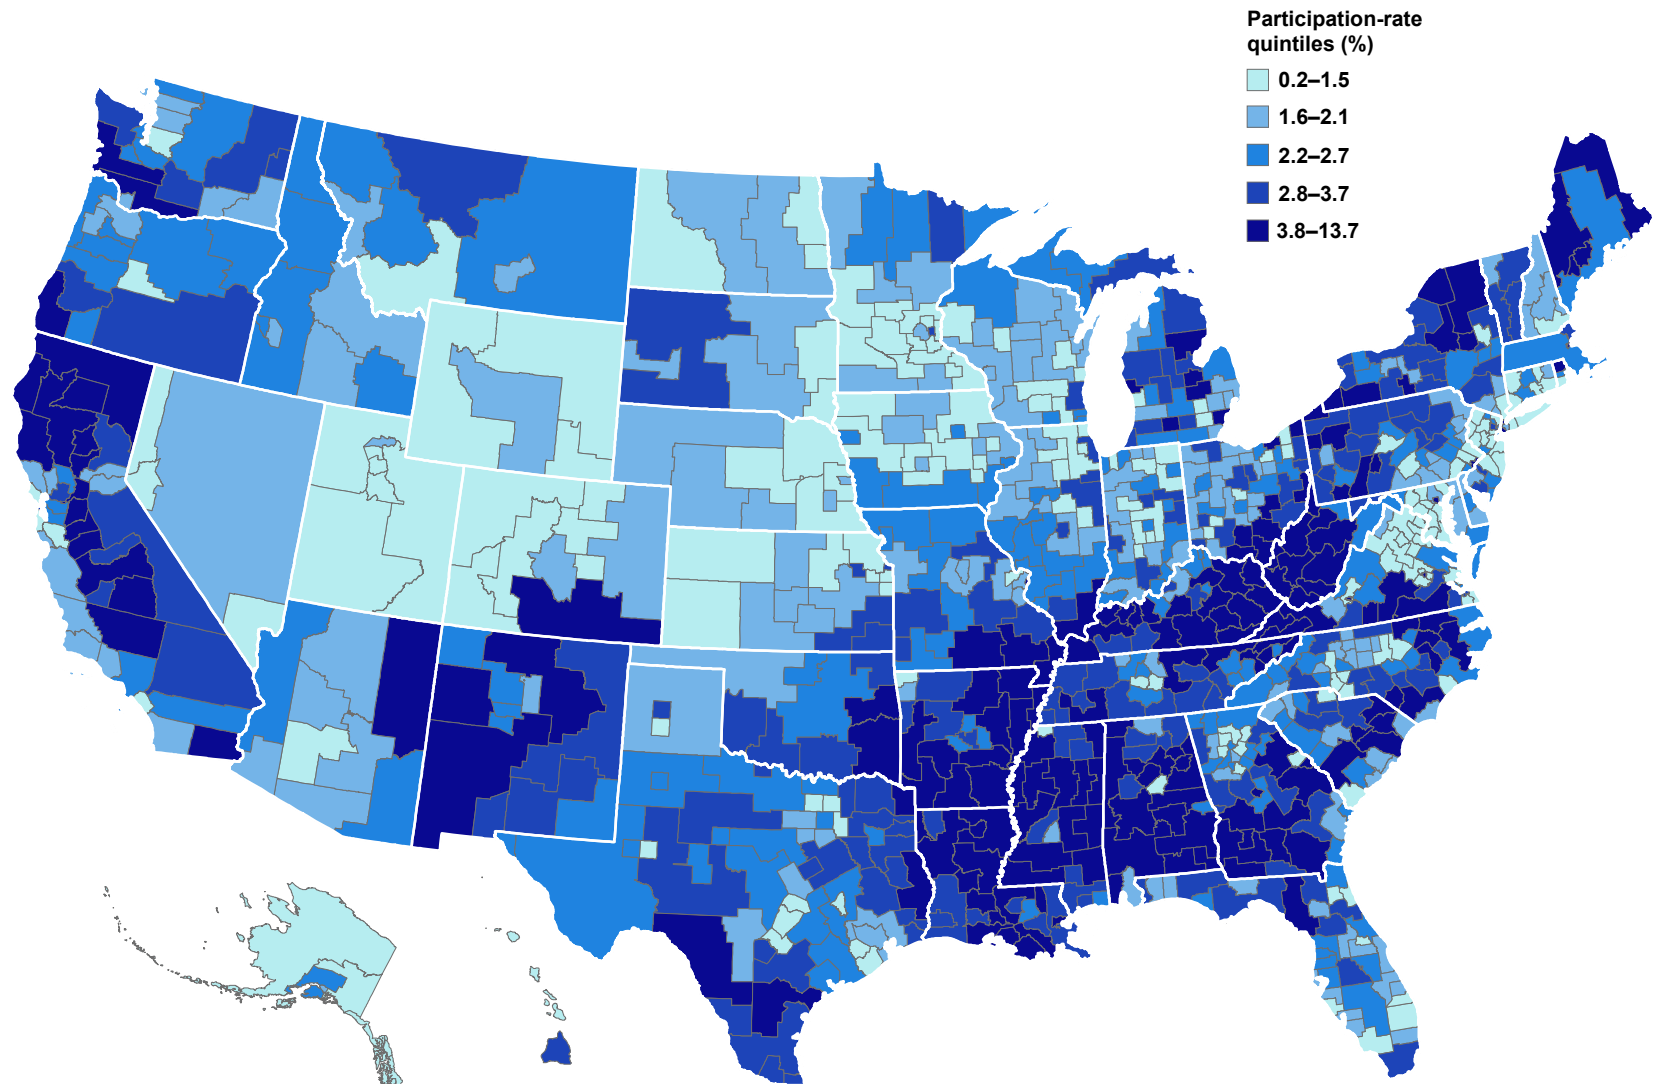 Participation-rate
quintiles (%)
0.2–1.5
1.6–2.1
2.2–2.7
2.8–3.7
3.8–13.7